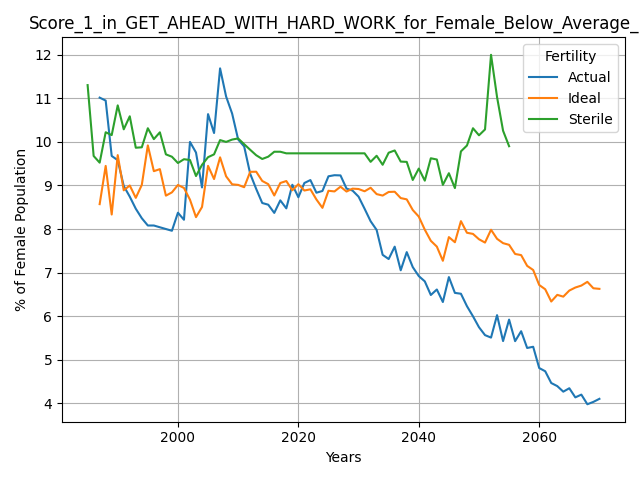 Score_1_in_GET_AHEAD_WITH_HARD_WORK_for_Female_Below_Average_
Fertility
Actual
Ideal
Sterile
% of Female Population
12
11
10
9
8
7
6
5
4
2000 2020 2040 2060
Years